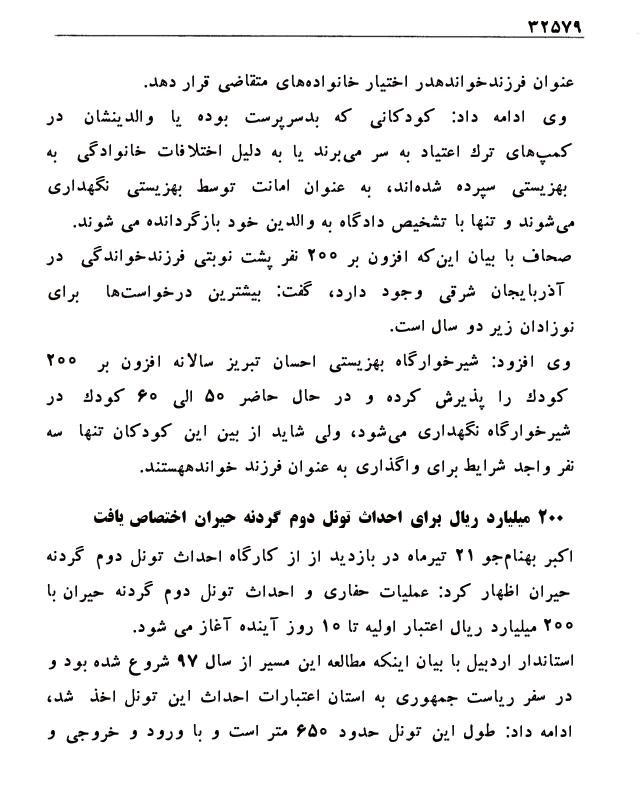 ۳۲۵۷۹
عنوان فرزندخواندهدر اختیار خانواده‌های متقاضی قرار دهد.
وی ادامه داد: کودکانی که بدسرپرست بوده یا والدینشان در
کمپ‌های ترك اعتیاد به سر می‌برند یا به دلیل اختلافات خانوادگی به
بهزیستی سپرده شده‌اند، به عنوان امانت توسط بهزیستی نگهداری
می‌شوند و تنها با تشخیص دادگاه به والدین خود بازگردانده می شوند.
صحاف با بیان این‌که افزون بر ۲۰۰ نفر پشت نوبتی فرزندخواندگی در
آذربایجان شرقی وجود دارد، گفت: بیشترین درخواست‌ها برای
نوزادان زیر دو سال است.
وی افزود: شیرخوارگاه بهزیستی احسان تبریز سالانه افزون بر ۲۰۰
کودك را پذیرش کرده و در حال حاضر ۵۰ الی ۶۰ کودك در
شیرخوارگاه نگهداری می‌شود، ولی شاید از بین این کودکان تنها سه
نفر واجد شرایط برای واگذاری به عنوان فرزند خواندههستند.
۲۰۰ میلیارد ریال برای احداث تونل دوم گردنه حیران اختصاص یافت
اکبر بهنام‌جو ۲۱ تیرماه در بازدید از از کارگاه احداث تونل دوم گردنه
حیران اظهار کرد: عملیات حفاری و احداث تونل دوم گردنه حیران با
۲۰۰ میلیارد ریال اعتبار اولیه تا ۱۰ روز آینده آغاز می شود.
استاندار اردبیل با بیان اینکه مطالعه این مسیر از سال ۹۷ شروع شده بود و
در سفر ریاست جمهوری به استان اعتبارات احداث این تونل اخذ شد،
ادامه داد: طول این تونل حدود ۶۵۰ متر است و با ورود و خروجی و